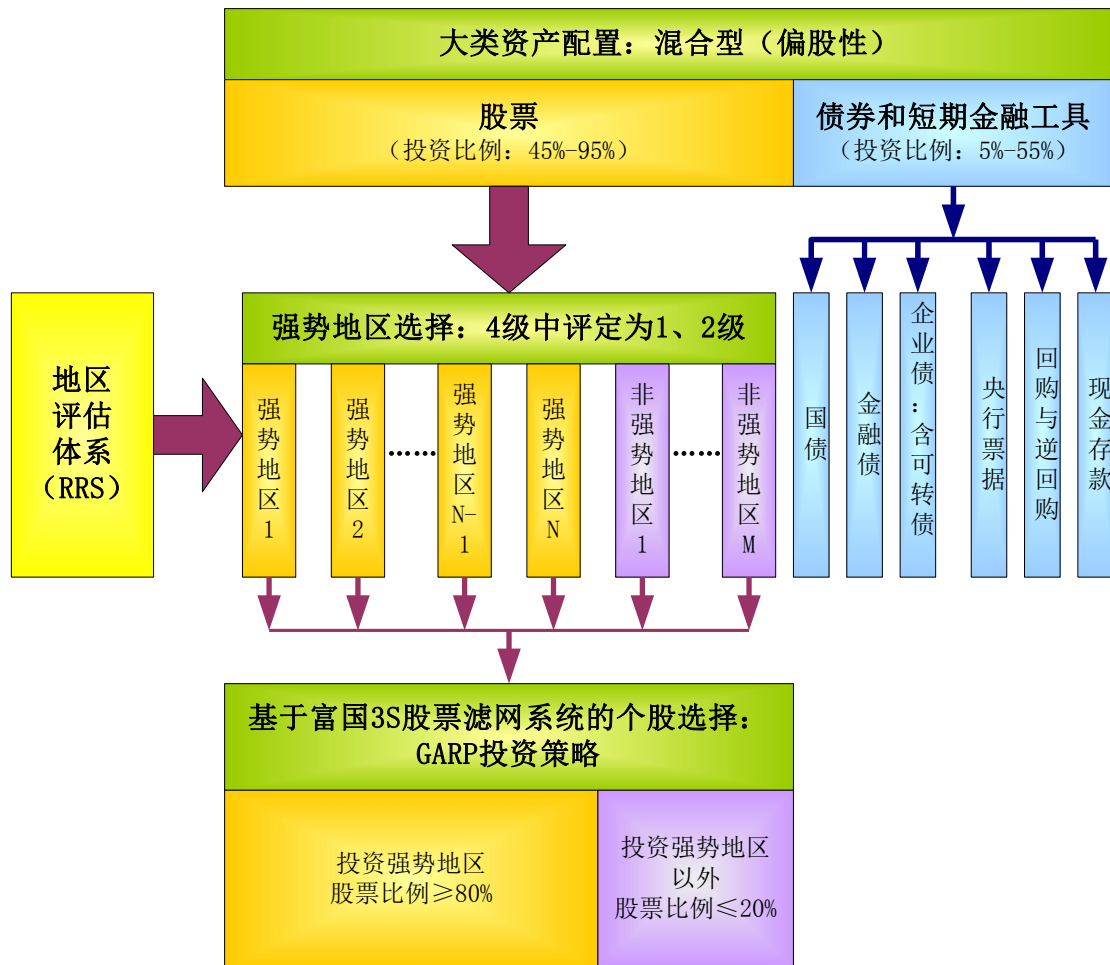 大类资产配置：混合型（偏股性）
股票
（投资比例：45%-95%）
债券和短期金融工具
（投资比例：5%-55%）
地区
评估
体系
（RRS）
强势地区选择：4级中评定为1、2级
强势地区1
强势地区2
……
强势地区N-1
强势地区N
非强势地区1
……
非强势地区M
国债
金融债
企业债：含可转债
央行票据
回购与逆回购
现金存款
基于富国3S股票滤网系统的个股选择：
GARP投资策略
投资强势地区
股票比例≥80%
投资强势地区
以外
股票比例≤20%